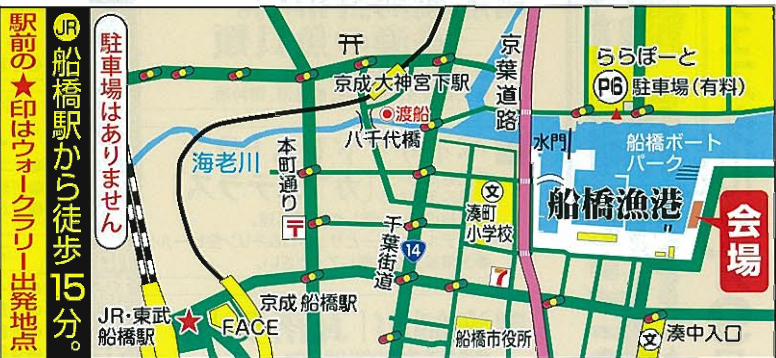 駅前の★印はウォークラリー出発地点
JR 船橋駅から徒歩15分。
駐車場はありません
京成大神宮下駅
渡船
八千代橋
海老川
本町通り
千葉街道
14
京葉道路
ららぽーと
P6 駐車場(有料)
水門
船橋ボート
パーク
船橋漁港
会場
文
湊町
小学校
〒
7
JR・東武
船橋駅
★
FACE
京成船橋駅
船橋市役所
文 湊中入口